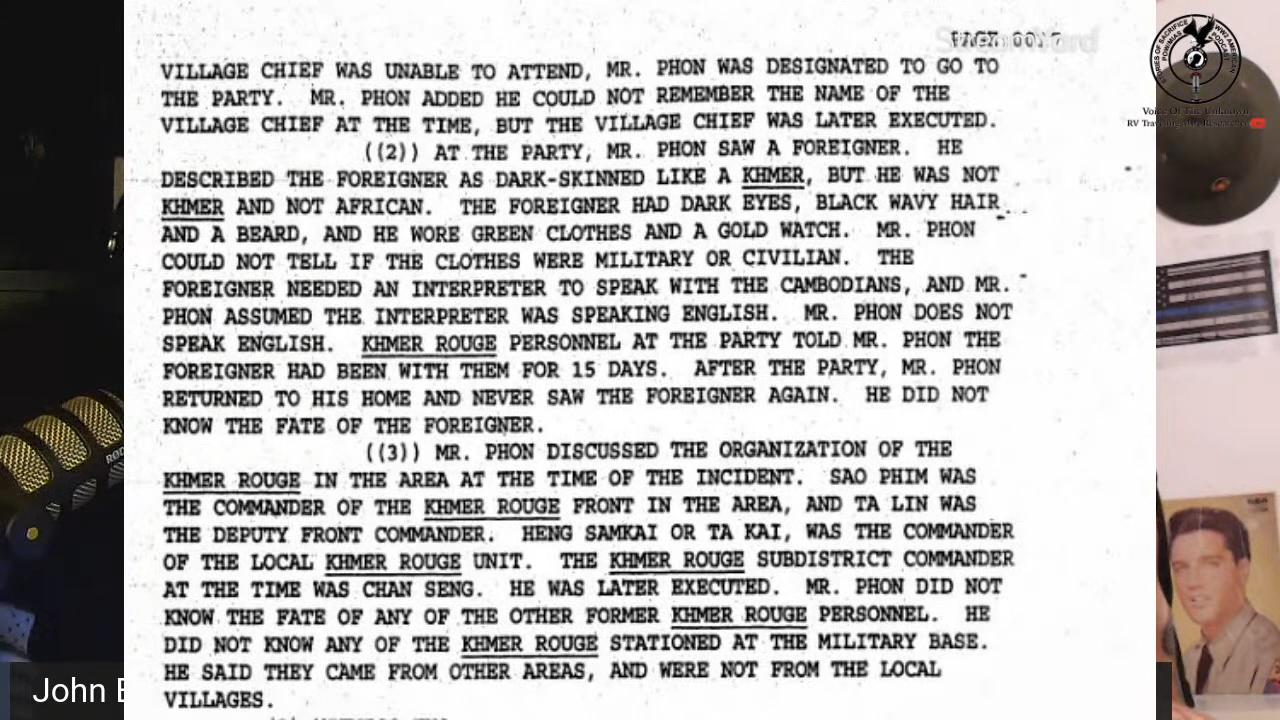 VILLAGE CHIEF WAS UNABLE TO ATTEND, MR. PHON WAS DESIGNATED TO GO TO
THE PARTY. MR. PHON ADDED HE COULD NOT REMEMBER THE NAME OF THE
VILLAGE CHIEF AT THE TIME, BUT THE VILLAGE CHIEF WAS LATER EXECUTED.
((2)) AT THE PARTY, MR. PHON SAW A FOREIGNER. HE
DESCRIBED THE FOREIGNER AS DARK-SKINNED LIKE A KHMER, BUT HE WAS NOT
KHMER AND NOT AFRICAN. THE FOREIGNER HAD DARK EYES, BLACK WAVY HAIR
AND A BEARD, AND HE WORE GREEN CLOTHES AND A GOLD WATCH. MR. PHON
COULD NOT TELL IF THE CLOTHES WERE MILITARY OR CIVILIAN. THE
FOREIGNER NEEDED AN INTERPRETER TO SPEAK WITH THE CAMBODIANS, AND MR.
PHON ASSUMED THE INTERPRETER WAS SPEAKING ENGLISH. MR. PHON DOES NOT
SPEAK ENGLISH. KHMER ROUGE PERSONNEL AT THE PARTY TOLD MR. PHON THE
FOREIGNER HAD BEEN WITH THEM FOR 15 DAYS. AFTER THE PARTY, MR. PHON
RETURNED TO HIS HOME AND NEVER SAW THE FOREIGNER AGAIN. HE DID NOT
KNOW THE FATE OF THE FOREIGNER.
((3)) MR. PHON DISCUSSED THE ORGANIZATION OF THE
KHMER ROUGE IN THE AREA AT THE TIME OF THE INCIDENT. SAO PHIM WAS
THE COMMANDER OF THE KHMER ROUGE FRONT IN THE AREA, AND TA LIN WAS
THE DEPUTY FRONT COMMANDER. HENG SAMKAI OR TA KAI, WAS THE COMMANDER
OF THE LOCAL KHMER ROUGE UNIT. THE KHMER ROUGE SUBDISTRICT COMMANDER
AT THE TIME WAS CHAN SENG. HE WAS LATER EXECUTED. MR. PHON DID NOT
KNOW THE FATE OF ANY OF THE OTHER FORMER KHMER ROUGE PERSONNEL. HE
DID NOT KNOW ANY OF THE KHMER ROUGE STATIONED AT THE MILITARY BASE.
HE SAID THEY CAME FROM OTHER AREAS, AND WERE NOT FROM THE LOCAL
VILLAGES.
Voice Of The Unknown
RV Traveling
John